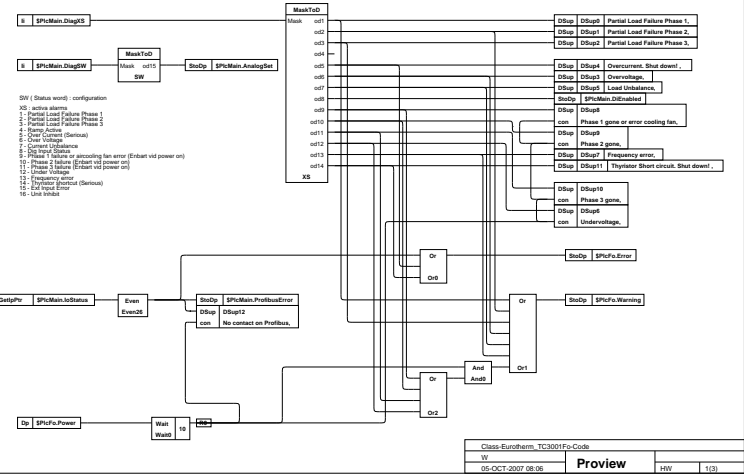 MaskToD
Ii $PlcMain.DiagXS
Mask od1
od2
od3
od4
od5
od6
od7
od8
od9
od10
od11
od12
od13
od14
XS
MaskToD
Ii $PlcMain.DiagSW
Mask od15
SW
StoDp $PlcMain.AnalogSet
DSup DSup0 Partial Load Failure Phase 1,
DSup DSup1 Partial Load Failure Phase 2,
DSup DSup2 Partial Load Failure Phase 3,
DSup DSup4 Overcurrent. Shut down! ,
DSup DSup3 Overvoltage,
DSup DSup5 Load Unbalance,
StoDp $PlcMain.DiEnabled
DSup DSup8
con Phase 1 gone or error cooling fan,
DSup DSup9
con Phase 2 gone,
DSup DSup7 Frequency error,
DSup DSup11 Thyristor Short circuit. Shut down! ,
DSup DSup10
con Phase 3 gone,
DSup DSup6
con Undervoltage,
SW ( Status word) : configuration
XS : active alarms
1 - Partial Load Failure Phase 1
2 - Partial Load Failure Phase 2
3 - Partial Load Failure Phase 3
4 - Ramp Active
5 - Over Current (Serious)
6 - Over Voltage
7 - Current Unbalance
8 - Dig Input Status
9 - Phase 1 failure or aircooling fan error (Enbart vid power on)
10 - Phase 2 failure (Enbart vid power on)
11 - Phase 3 failure (Enbart vid power on)
12 - Under Voltage
13 - Frequency error
14 - Thyristor shortcut (Serious)
15 - Ext Input Error
16 - Unit Inhibit
Or
Or0
StoDp $PlcFo.Error
GetIpPtr $PlcMain.IoStatus
Even
Even26
StoDp $PlcMain.ProfibusError
DSup DSup12
con No contact on Profibus,
Or
Or1
StoDp $PlcFo.Warning
And
And0
Or
Or2
Dp $PlcFo.Power
Wait 10
Wait0
Class-Eurotherm_TC3001Fo-Code
W
05-OCT-2007 08:06
Proview
HW 1(3)